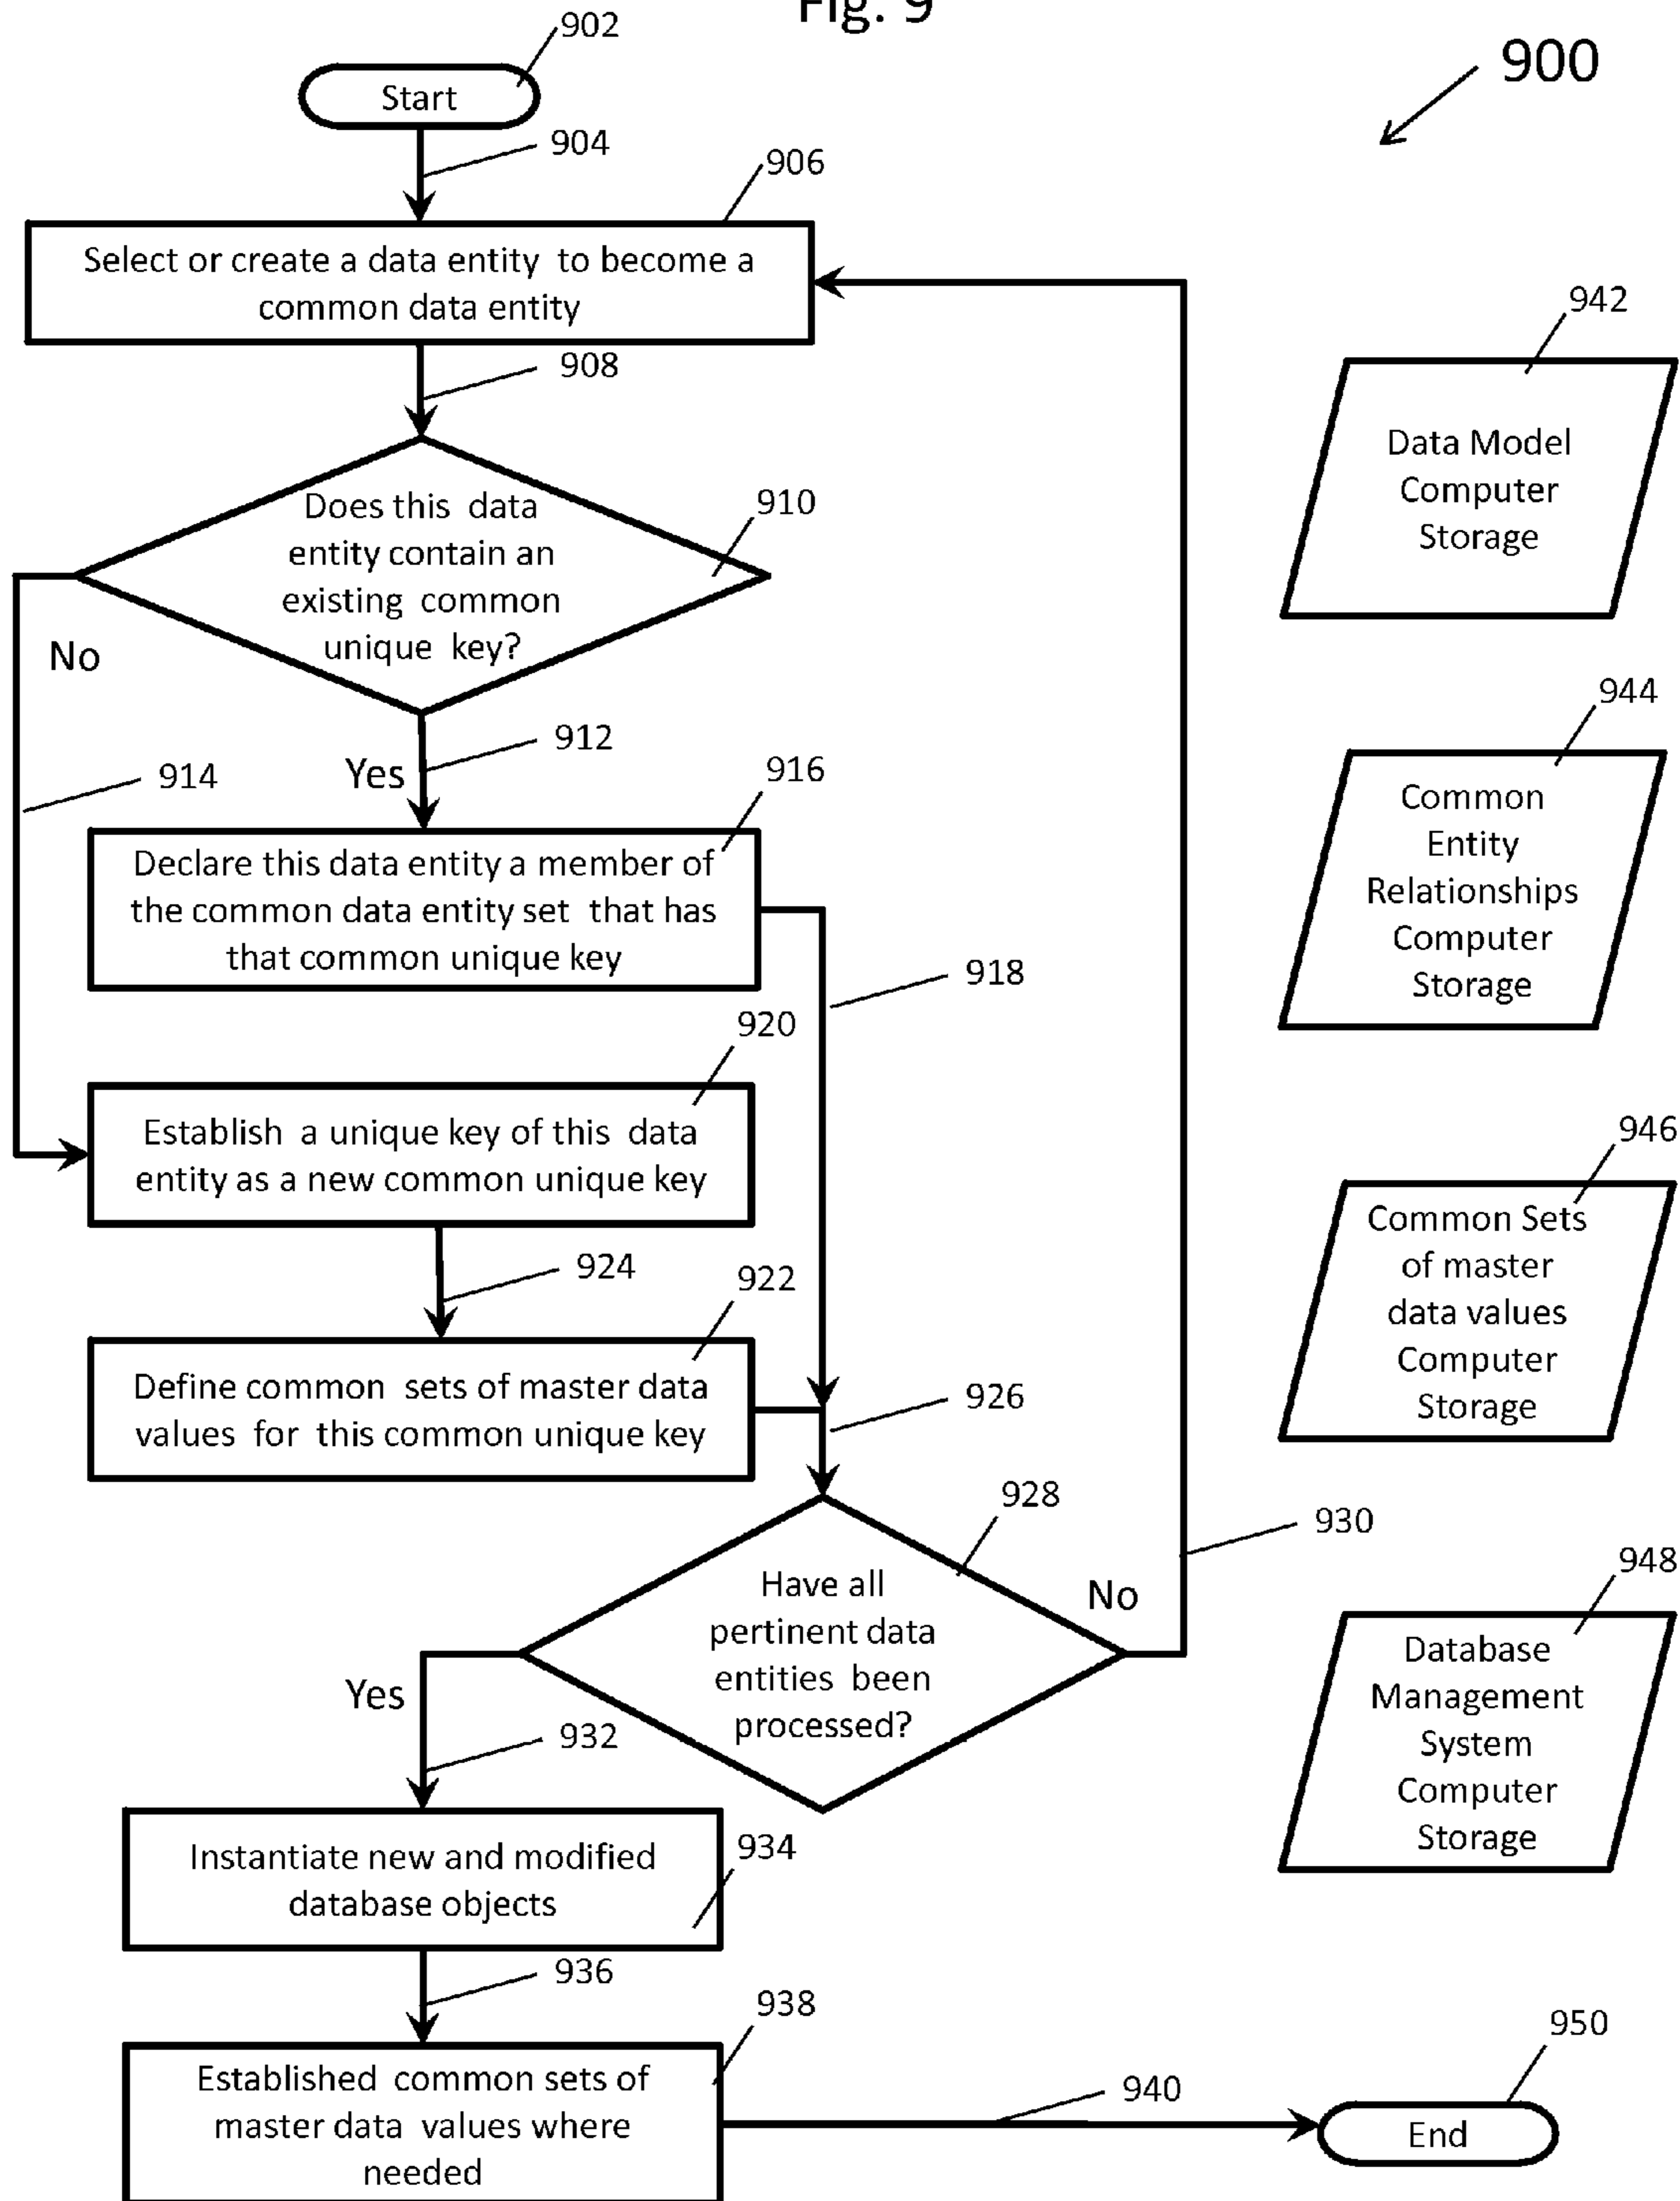 Fig. 9
900
902
Start
904
906
Select or create a data entity to become a
common data entity
908
942
Data Model
Computer
Storage
Does this data
entity contain an
existing common
unique key?
910
No
912
Yes
914
916
Declare this data entity a member of
the common data entity set that has
that common unique key
918
944
Common
Entity
Relationships
Computer
Storage
920
Establish a unique key of this data
entity as a new common unique key
924
922
Define common sets of master data
values for this common unique key
926
946
Common Sets
of master
data values
Computer
Storage
928
Have all
pertinent data
entities been
processed?
No
930
Yes
932
948
Database
Management
System
Computer
Storage
Instantiate new and modified
database objects
934
936
938
Established common sets of
master data values where
needed
940
950
End